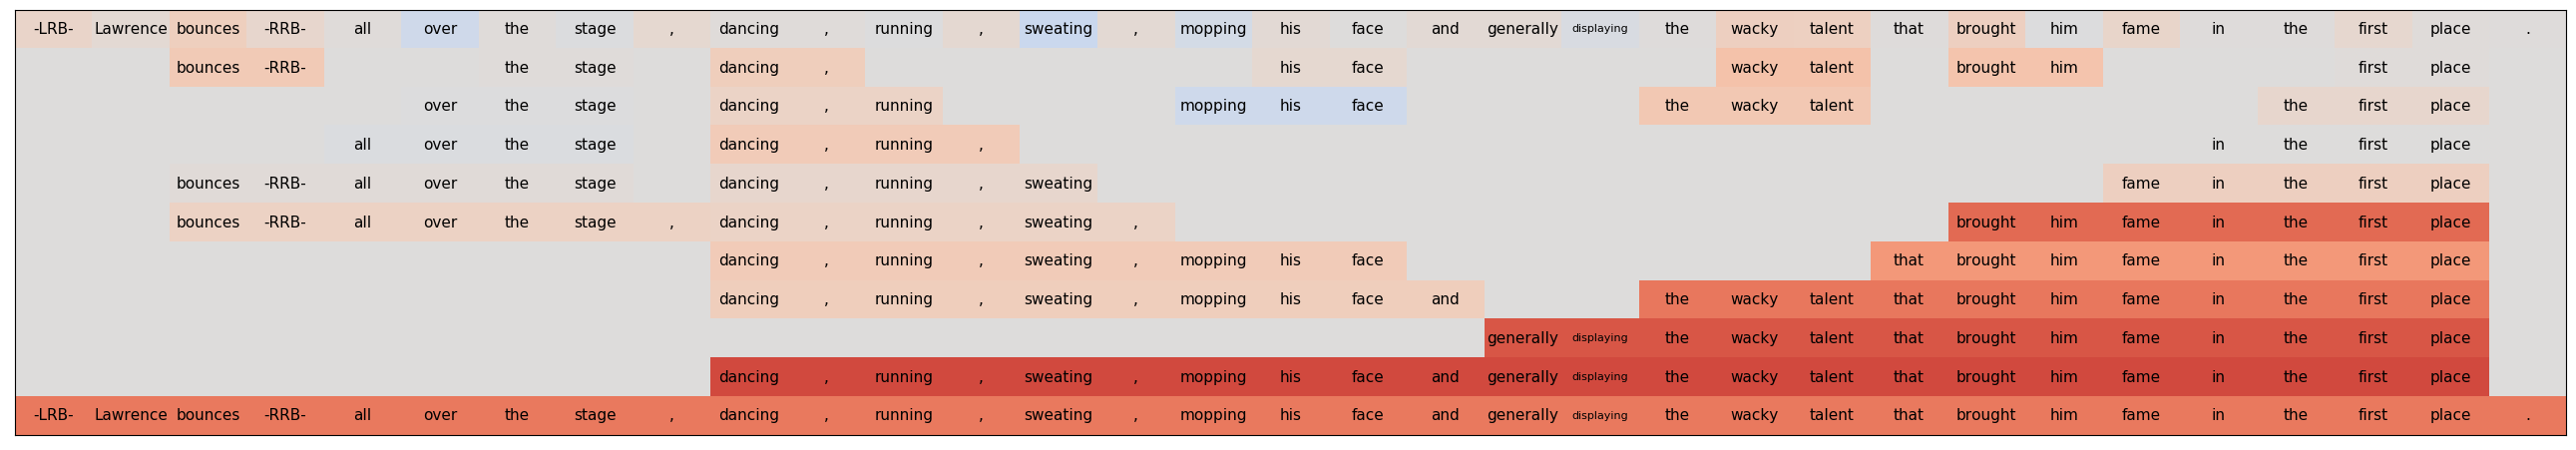 -LRB- Lawrence bounces -RRB- all over the stage , dancing , running , sweating , mopping his face and generally displaying the wacky talent that brought him fame in the first place .
bounces -RRB- the stage dancing , his face wacky talent brought him first place
over the stage dancing , running mopping his face the wacky talent the first place
all over the stage dancing , running , in the first place
bounces -RRB- all over the stage dancing , running , sweating fame in the first place
bounces -RRB- all over the stage , dancing , running , sweating , brought him fame in the first place
dancing , running , sweating , mopping his face that brought him fame in the first place
dancing , running , sweating , mopping his face and the wacky talent that brought him fame in the first place
generally displaying the wacky talent that brought him fame in the first place
dancing , running , sweating , mopping his face and generally displaying the wacky talent that brought him fame in the first place
-LRB- Lawrence bounces -RRB- all over the stage , dancing , running , sweating , mopping his face and generally displaying the wacky talent that brought him fame in the first place .